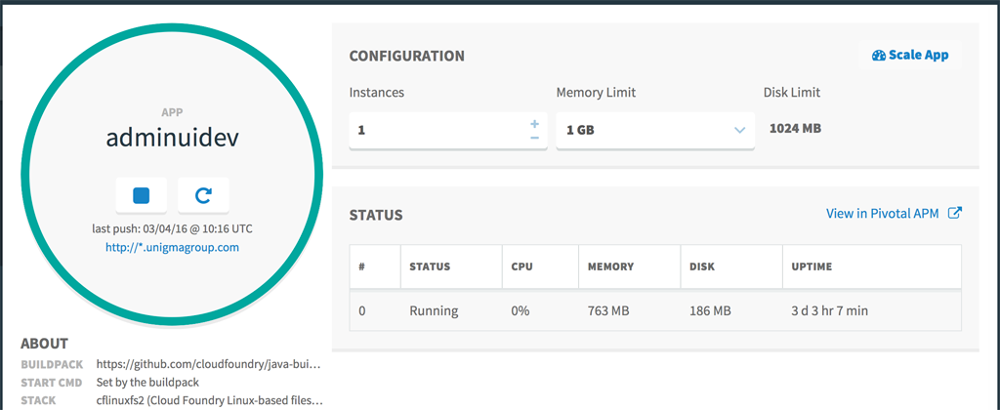 APP
adminuidev
last push: 03/04/16 @ 10:16 UTC
http://*.unigmagroup.com
ABOUT
BUILDPACK https://github.com/cloudfoundry/java-bui...
START CMD Set by the buildpack
STACK cflinuxfs2 (Cloud Foundry Linux-based files...
CONFIGURATION
Scale App
Instances Memory Limit Disk Limit
1 + − 1 GB 1024 MB
STATUS
View in Pivotal APM
# STATUS CPU MEMORY DISK UPTIME
0 Running 0% 763 MB 186 MB 3 d 3 hr 7 min